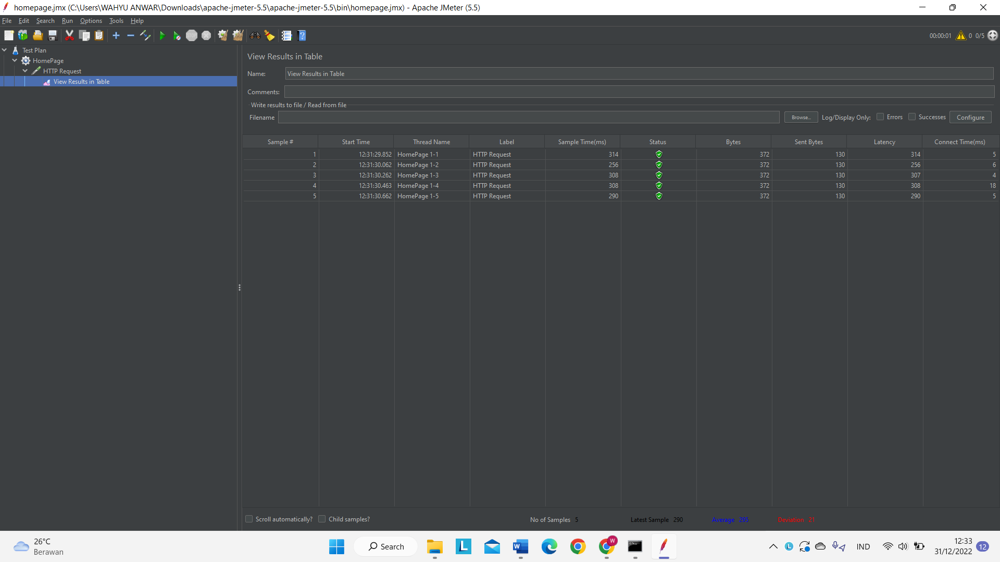 homepage.jmx (C:\Users\WAHYU ANWAR\Downloads\apache-jmeter-5.5\apache-jmeter-5.5\bin\homepage.jmx) - Apache JMeter (5.5)
File Edit Search Run Options Tools Help
STOP
00:00:01 0 0/5
Test Plan
HomePage
HTTP Request
View Results in Table
View Results in Table
Name: View Results in Table
Comments:
Write results to file / Read from file
Filename Browse... Log/Display Only: Errors Successes Configure
Sample # Start Time Thread Name Label Sample Time(ms) Status Bytes Sent Bytes Latency Connect Time(ms)
1 12:31:29.852 HomePage 1-1 HTTP Request 314 372 130 314 5
2 12:31:30.062 HomePage 1-2 HTTP Request 256 372 130 256 6
3 12:31:30.262 HomePage 1-3 HTTP Request 308 372 130 307 4
4 12:31:30.463 HomePage 1-4 HTTP Request 308 372 130 308 18
5 12:31:30.662 HomePage 1-5 HTTP Request 290 372 130 290 5
Scroll automatically? Child samples? No of Samples 5 Latest Sample 290 Average 295 Deviation 21
26°C
Berawan
Search
L
W
W
L
IND
12:33
31/12/2022
12